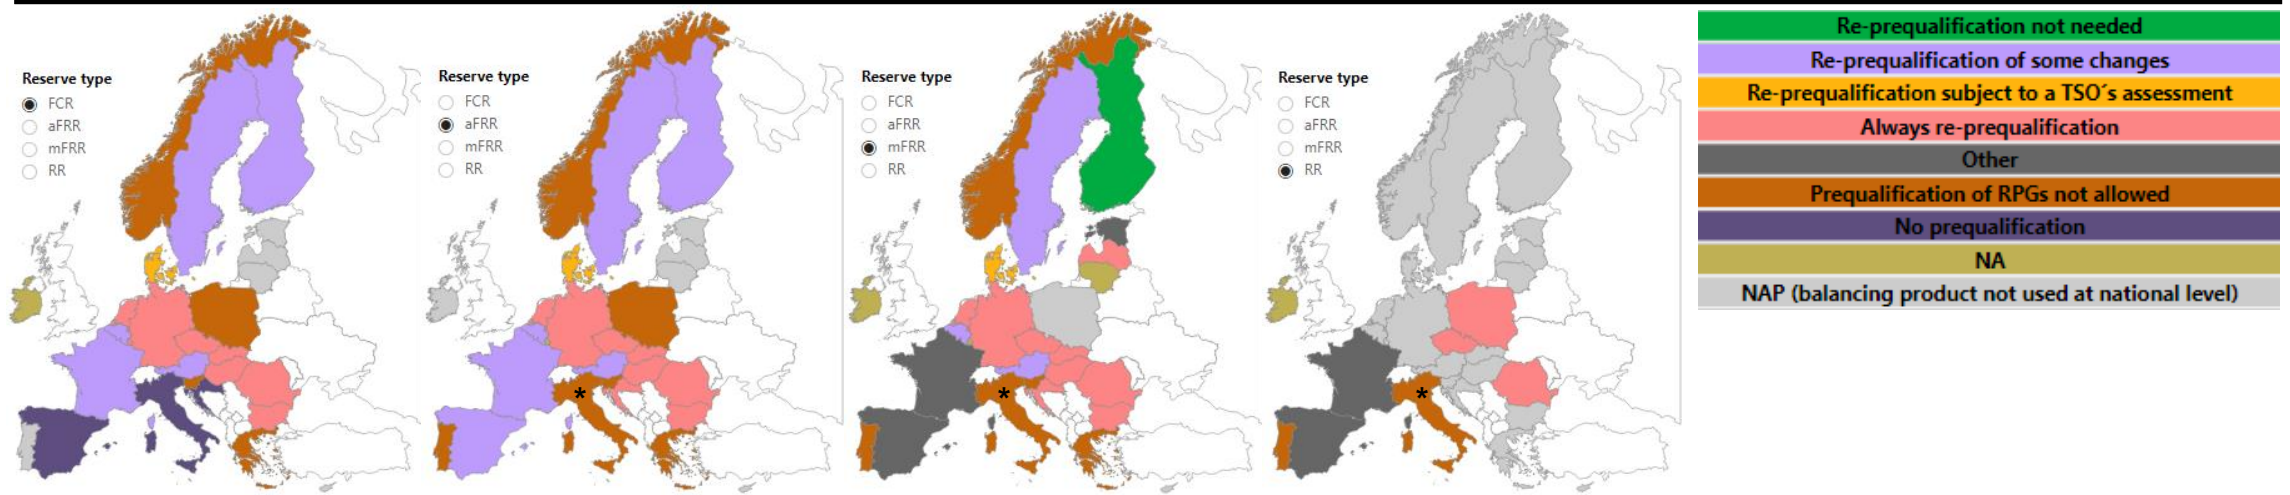 Reserve type
FCR
aFRR
mFRR
RR
Reserve type
FCR
aFRR
mFRR
RR
*
Reserve type
FCR
aFRR
mFRR
RR
*
Reserve type
FCR
aFRR
mFRR
RR
*
Re-prequalification not needed
Re-prequalification of some changes
Re-prequalification subject to a TSO´s assessment
Always re-prequalification
Other
Prequalification of RPGs not allowed
No prequalification
NA
NAP (balancing product not used at national level)